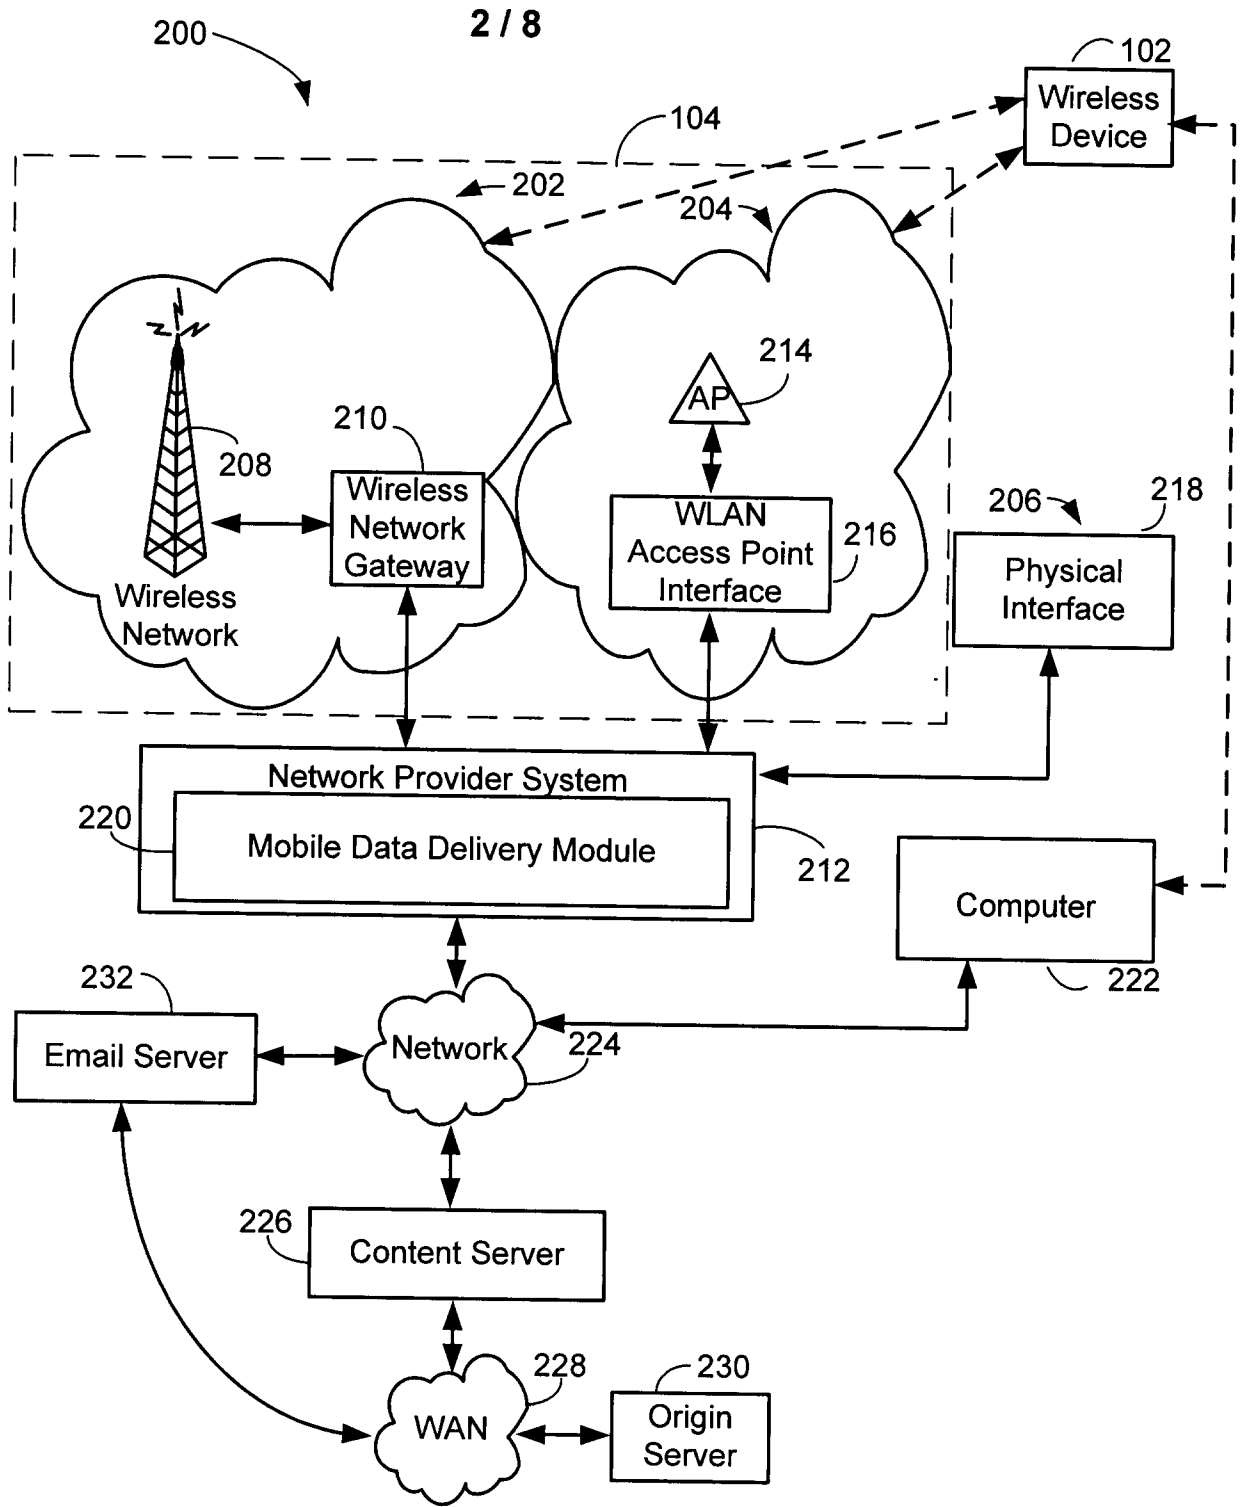 2 / 8
200
102
Wireless
Device
104
202
204
214
AP
210
208
Wireless
Network
Gateway
WLAN
Access Point
Interface
216
206
218
Physical
Interface
Wireless
Network
Network Provider System
220
Mobile Data Delivery Module
212
Computer
222
232
Email Server
Network
224
226
Content Server
228
WAN
230
Origin
Server